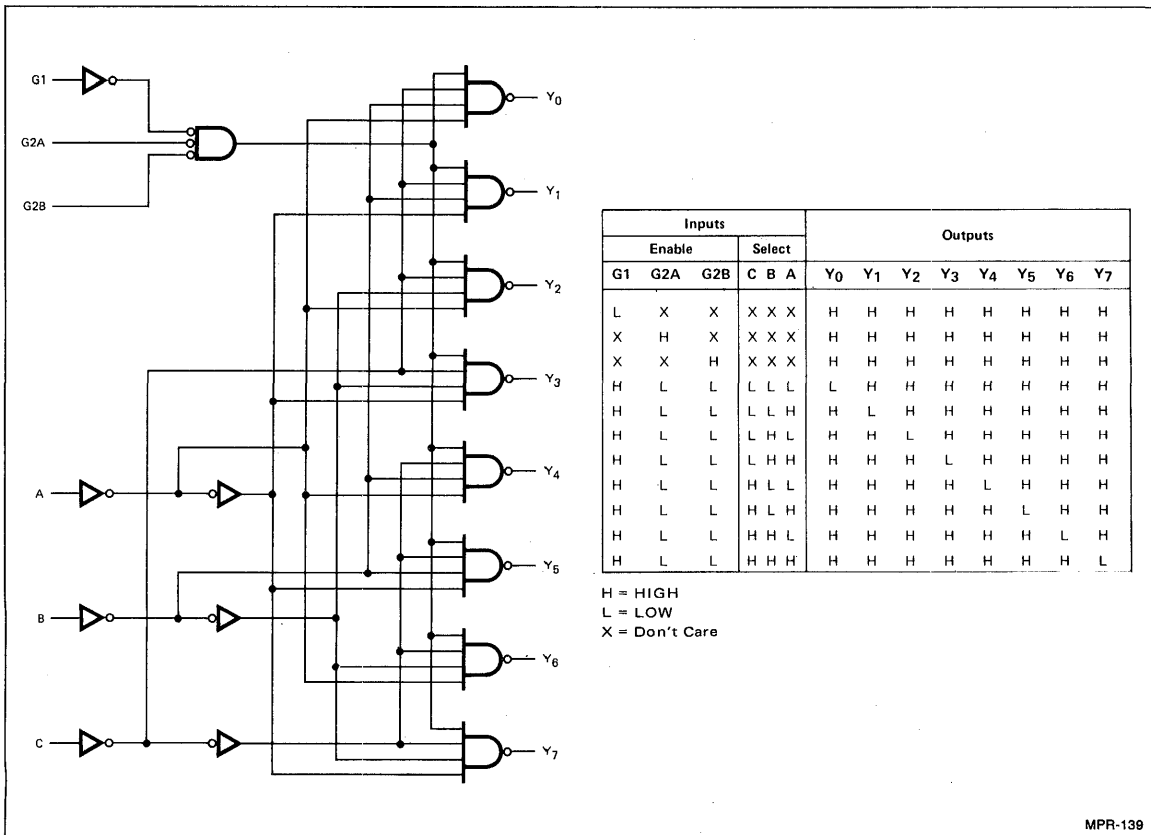 G1
G2A
G2B
A
B
C
Y0
Y1
Y2
Y3
Y4
Y5
Y6
Y7
Inputs Outputs
Enable Select
G1 G2A G2B C B A Y0 Y1 Y2 Y3 Y4 Y5 Y6 Y7
L X X X X X H H H H H H H H
X H X X X X H H H H H H H H
X X H X X X H H H H H H H H
H L L L L L L H H H H H H H
H L L L L H H L H H H H H H
H L L L H L H H L H H H H H
H L L L H H H H H L H H H H
H L L H L L H H H H L H H H
H L L H L H H H H H H L H H
H L L H H L H H H H H H L H
H L L H H H H H H H H H H L
H = HIGH
L = LOW
X = Don't Care
MPR-139